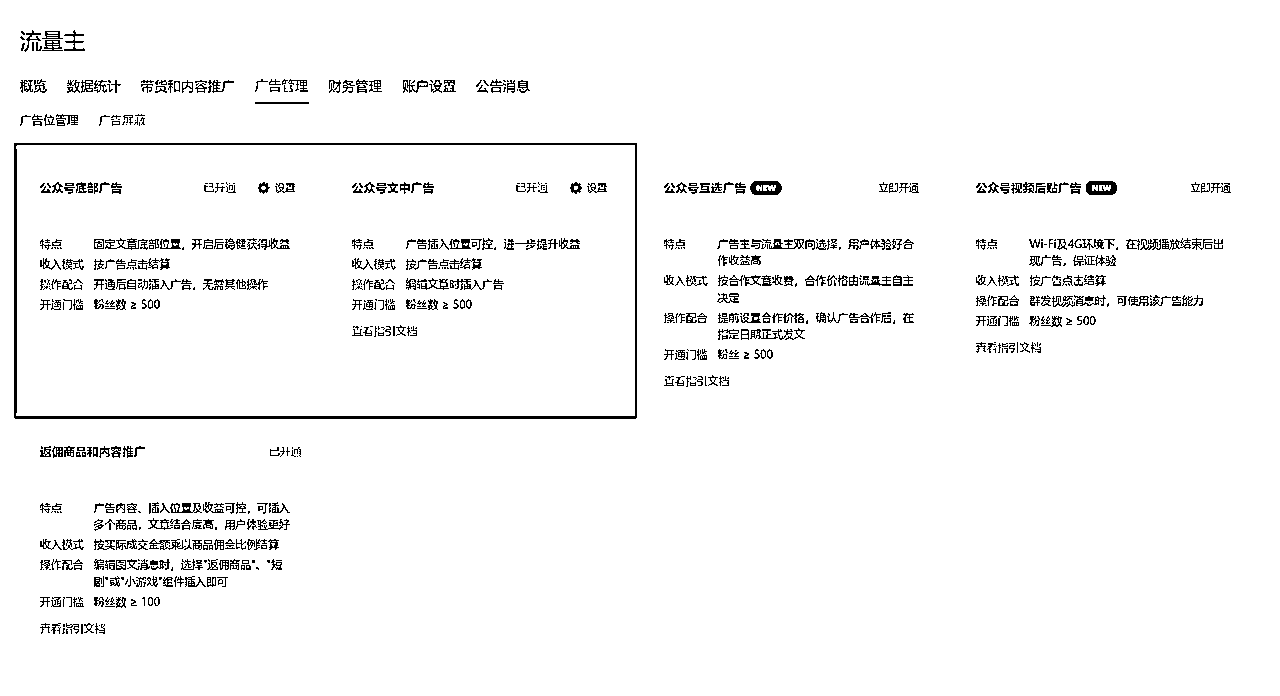 流量主
概览 数据统计 带货和内容推广 广告管理 财务管理 账户设置 公告消息
广告位管理 广告屏蔽
公众号底部广告 已开通 设置
特点 固定文章底部位置，开启后稳健获得收益
收入模式 按广告点击结算
操作配合 开通后自动插入广告，无需其他操作
开通门槛 粉丝数 ≥ 500
公众号文中广告 已开通 设置
特点 广告插入位置可控，进一步提升收益
收入模式 按广告点击结算
操作配合 编辑文章时插入广告
开通门槛 粉丝数 ≥ 500
查看指引文档
公众号互选广告 NEW 立即开通
特点 广告主与流量主双向选择，用户体验好合
作收益高
收入模式 按合作文章收费，合作价格由流量主自主
决定
操作配合 提前设置合作价格，确认广告合作后，在
指定日期正式发文
开通门槛 粉丝 ≥ 500
查看指引文档
公众号视频后贴广告 NEW 立即开通
特点 Wi-Fi及4G环境下，在视频播放结束后出
现广告，保证体验
收入模式 按广告点击结算
操作配合 群发视频消息时，可使用该广告能力
开通门槛 粉丝数 ≥ 500
查看指引文档
返佣商品和内容推广 已开通
特点 广告内容、插入位置及收益可控，可插入
多个商品，文章结合度高，用户体验更好
收入模式 按实际成交金额乘以商品佣金比例结算
操作配合 编辑图文消息时，选择"返佣商品"、"短
剧"或"小游戏"组件插入即可
开通门槛 粉丝数 ≥ 100
查看指引文档